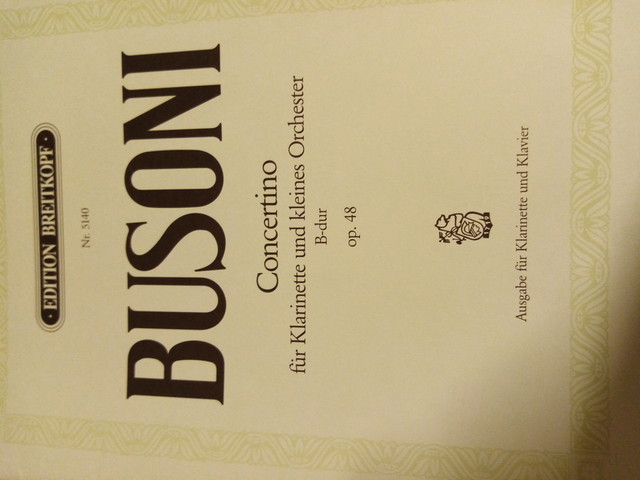 · EDITION BREITKOPF ·
Nr. 5140
BUSONI
Concertino
für Klarinette und kleines Orchester
B-dur
op. 48
Ausgabe für Klarinette und Klavier